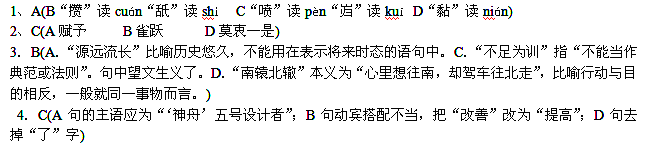 1、A(B“攒”读 cuán“舐”读 shì C“喷”读 pèn“岿”读 kuī D“黏”读 nián)
2、C(A 赋予 B 雀跃 D 莫衷一是)
3. B(A. “源远流长”比喻历史悠久，不能用在表示将来时态的语句中。C. “不足为训”指“不能当作
典范或法则”。句中望文生义了。D. “南辕北辙”本义为“心里想往南，却驾车往北走”，比喻行动与目
的相反，一般就同一事物而言。)
4. C(A 句的主语应为“‘神舟’五号设计者”；B 句动宾搭配不当，把“改善”改为“提高”；D 句去
掉“了”字)